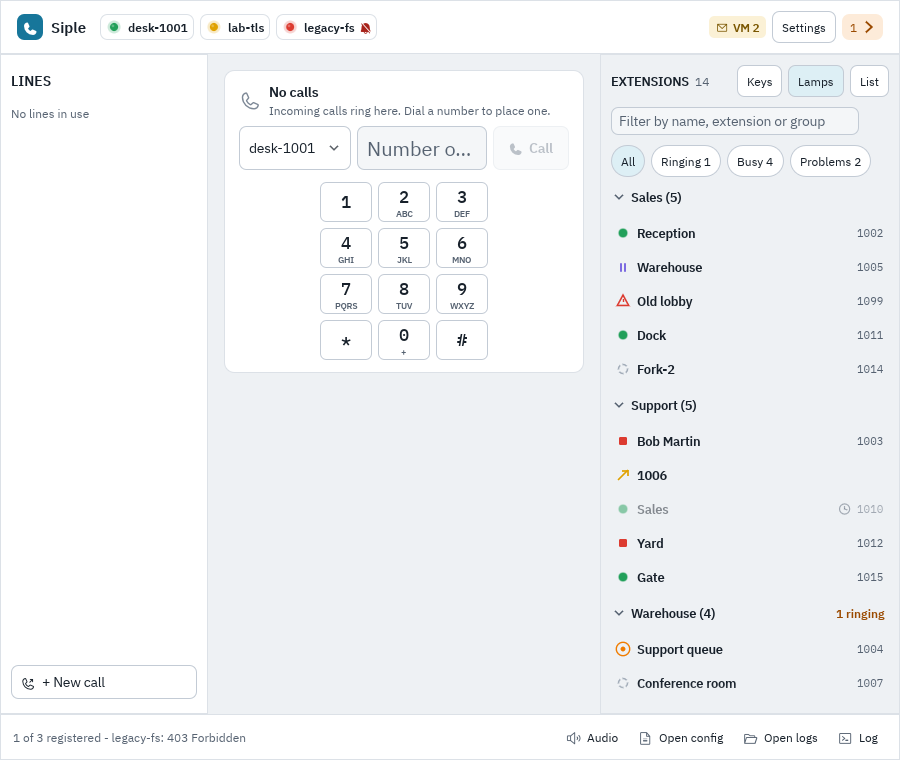 Siple
desk-1001
lab-tls
legacy-fs
VM 2
Settings
1
LINES
No lines in use
+ New call
No calls
Incoming calls ring here. Dial a number to place one.
desk-1001
Number o...
Call
1
2
ABC
3
DEF
4
GHI
5
JKL
6
MNO
7
PQRS
8
TUV
9
WXYZ
*
0
+
#
EXTENSIONS 14
Keys
Lamps
List
Filter by name, extension or group
All
Ringing 1
Busy 4
Problems 2
Sales (5)
Reception 1002
Warehouse 1005
Old lobby 1099
Dock 1011
Fork-2 1014
Support (5)
Bob Martin 1003
1006
Sales 1010
Yard 1012
Gate 1015
Warehouse (4) 1 ringing
Support queue 1004
Conference room 1007
1 of 3 registered - legacy-fs: 403 Forbidden
Audio
Open config
Open logs
Log